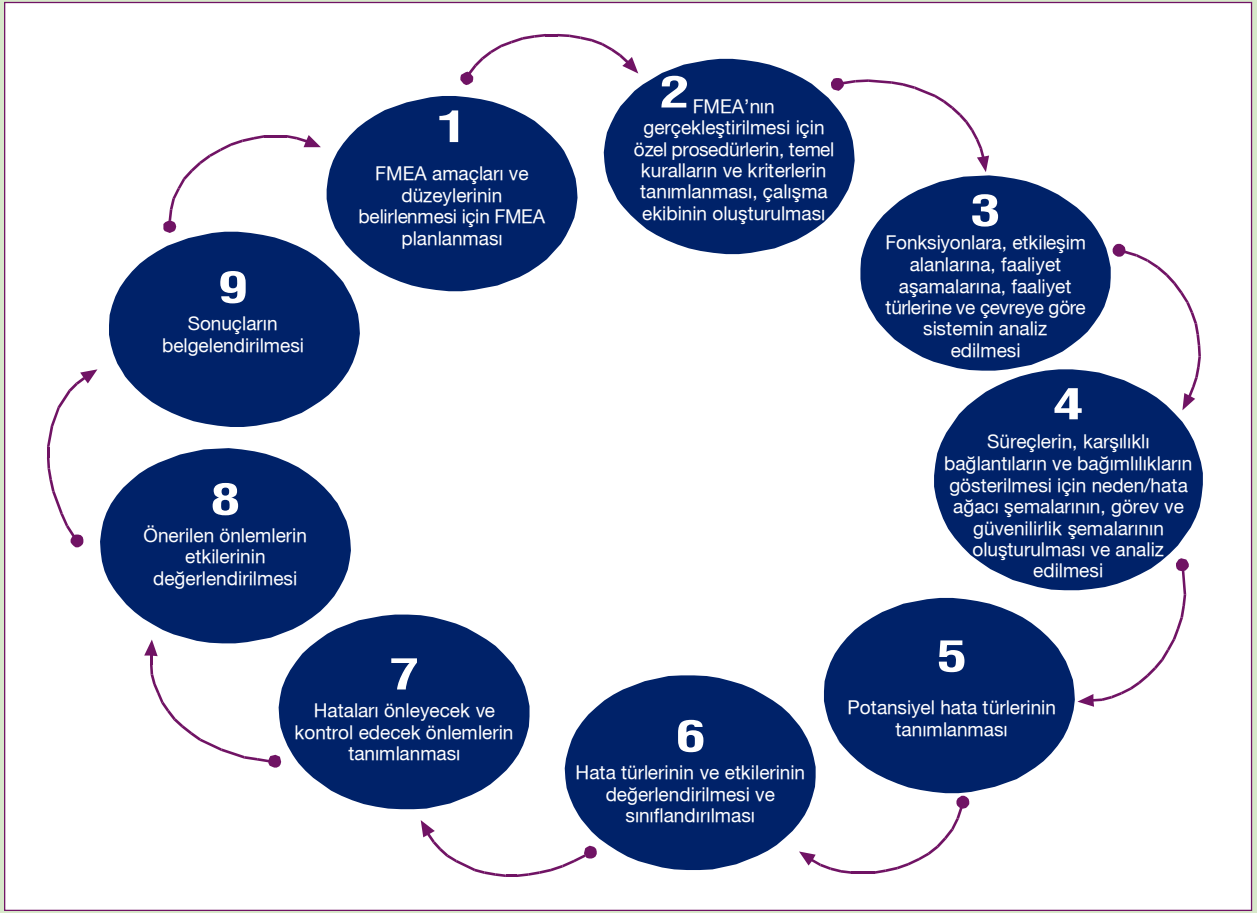 1
FMEA amaçları ve
düzeylerinin
belirlenmesi için FMEA
planlanması
2 FMEA’nın
gerçekleştirilmesi için
özel prosedürlerin, temel
kuralların ve kriterlerin
tanımlanması, çalışma
ekibinin oluşturulması
3
Fonksiyonlara, etkileşim
alanlarına, faaliyet
aşamalarına, faaliyet
türlerine ve çevreye göre
sistemin analiz
edilmesi
4
Süreçlerin, karşılıklı
bağlantıların ve bağımlılıkların
gösterilmesi için neden/hata
ağacı şemalarının, görev ve
güvenilirlik şemalarının
oluşturulması ve analiz
edilmesi
5
Potansiyel hata türlerinin
tanımlanması
6
Hata türlerinin ve etkilerinin
değerlendirilmesi ve
sınıflandırılması
7
Hataları önleyecek ve
kontrol edecek önlemlerin
tanımlanması
8
Önerilen önlemlerin
etkilerinin
değerlendirilmesi
9
Sonuçların
belgelendirilmesi